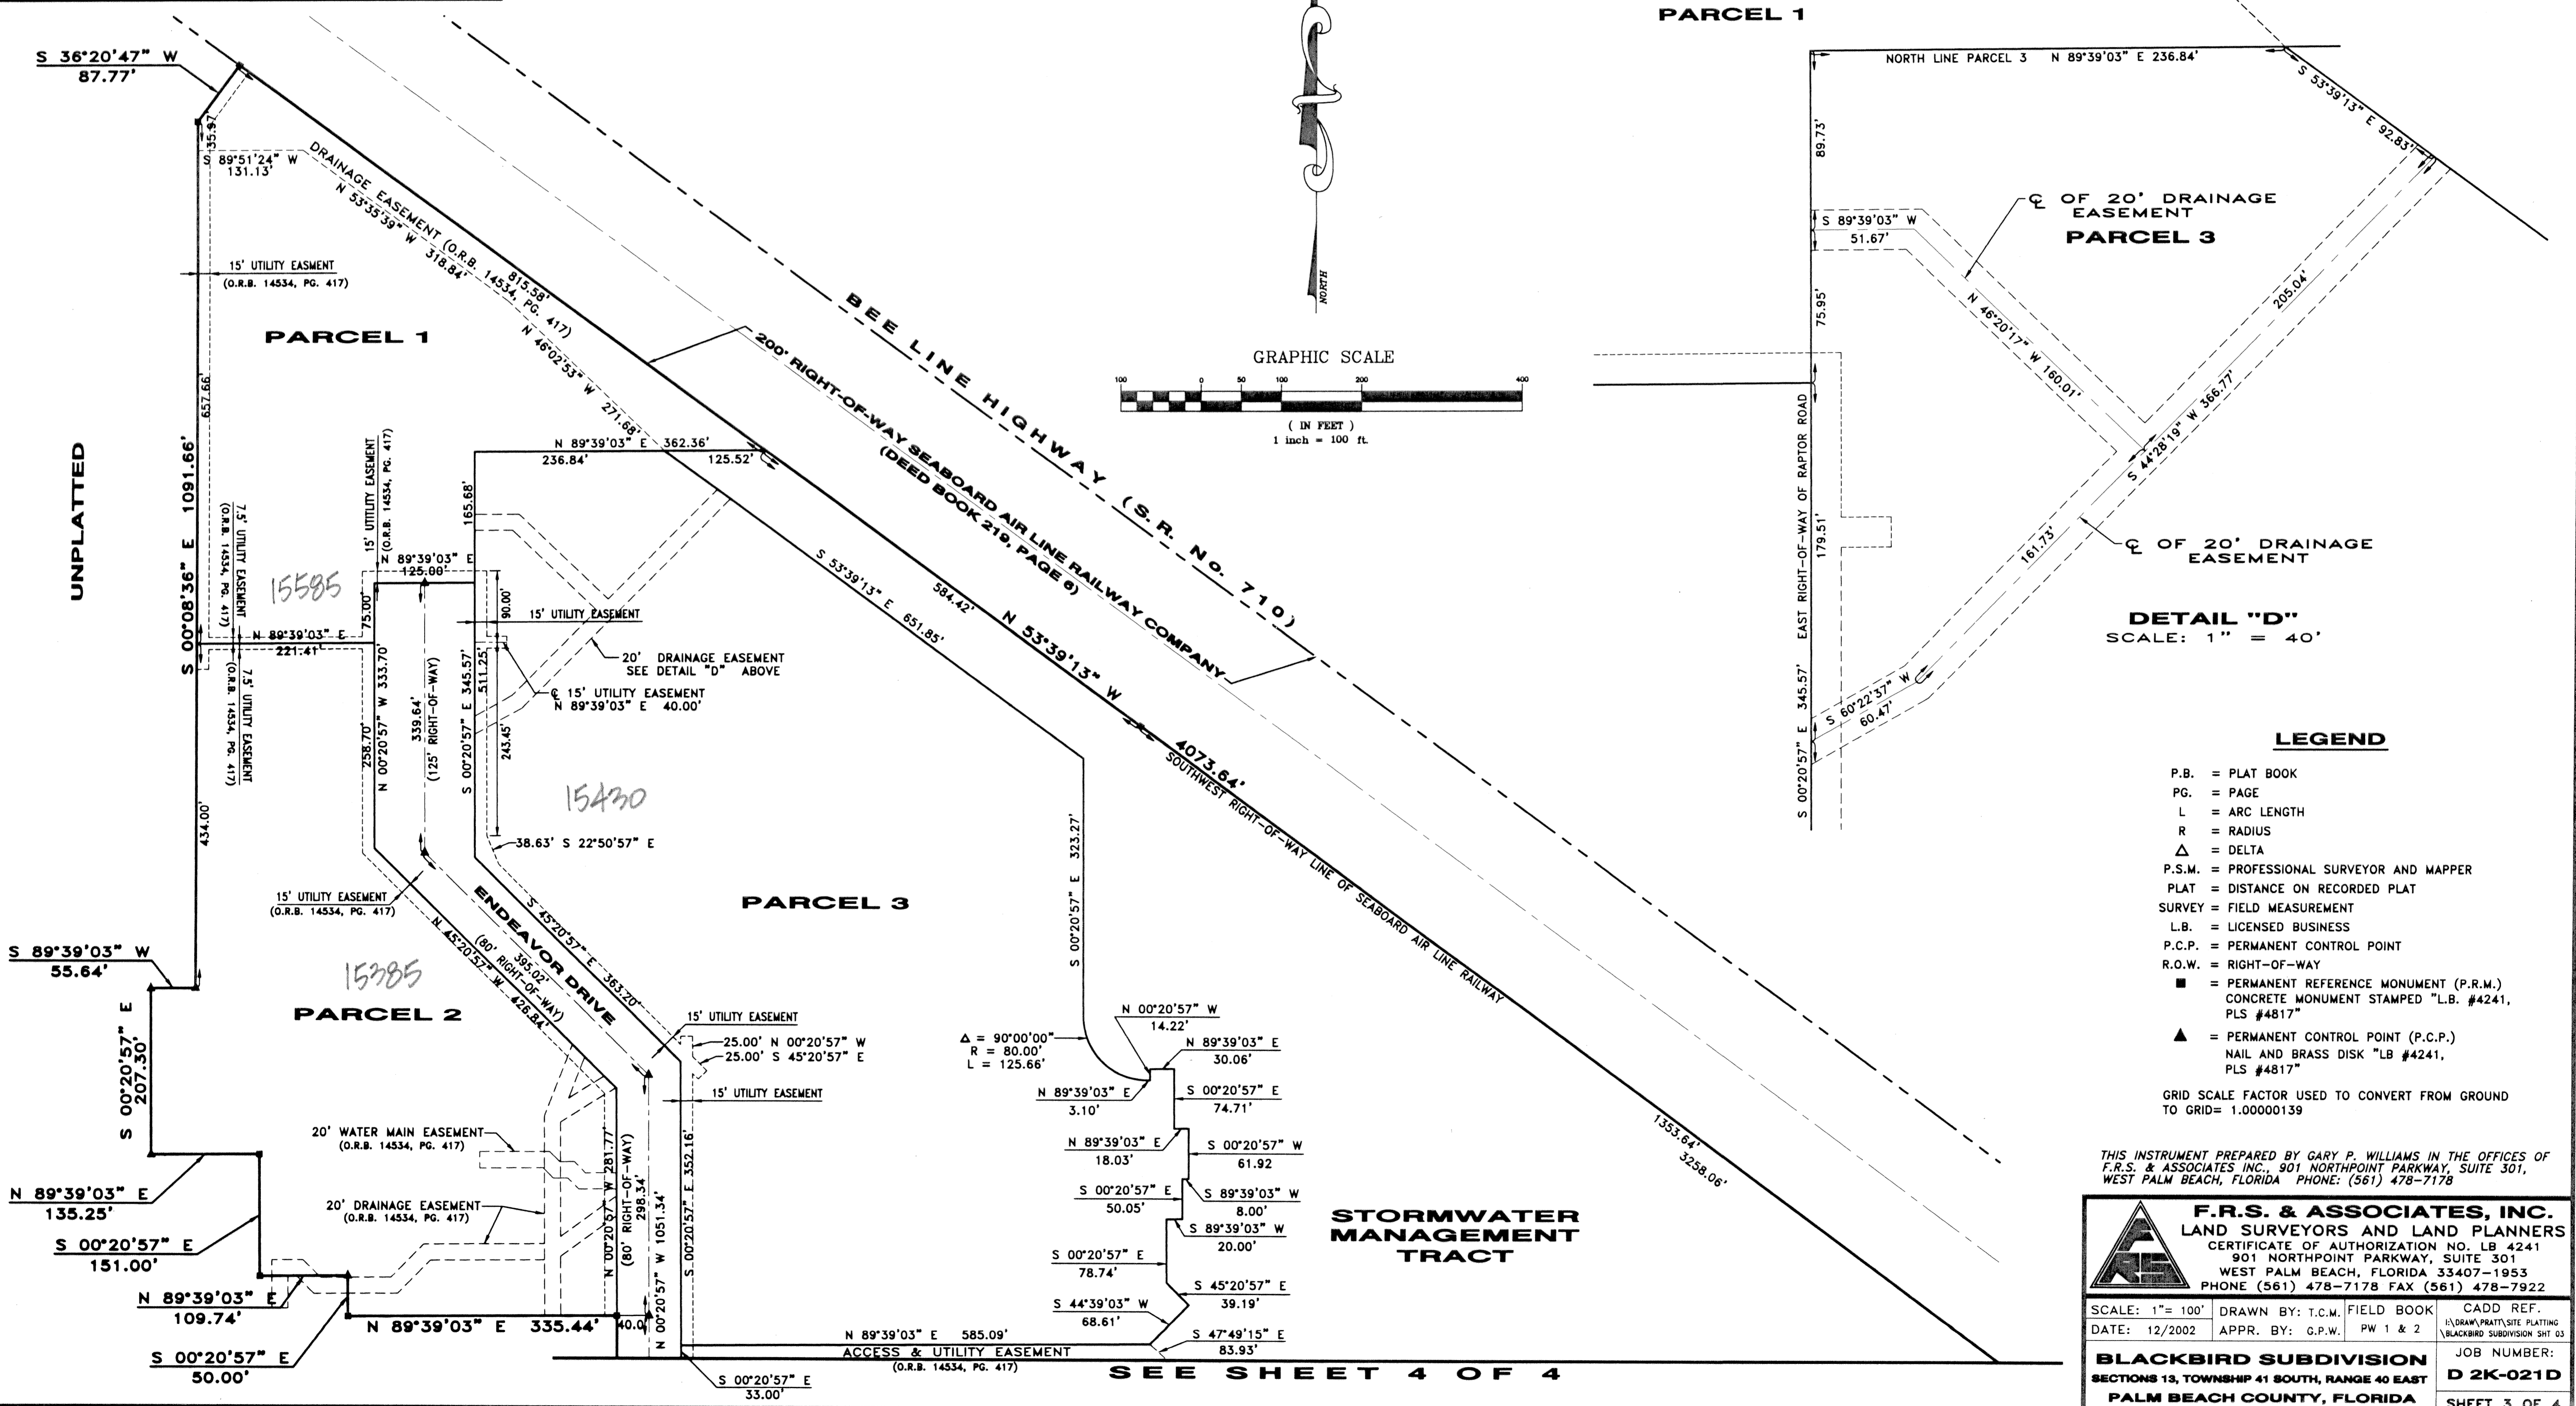 S 36°20'47" W
87.77'
35.97
S 89°51'24" W
131.13'
DRAINAGE EASEMENT (O.R.B. 14534, PG. 417)
N 53°35'39" W 318.84'
815.58'
N 46°02'53" W 271.68'
15' UTILITY EASMENT
(O.R.B. 14534, PG. 417)
PARCEL 1
UNPLATTED
S 00°08'36" E 1091.66'
657.66'
434.00'
7.5' UTILITY EASEMENT
(O.R.B. 14534, PG. 417)
7.5' UTILITY EASEMENT
(O.R.B. 14534, PG. 417)
15585
N 89°39'03" E
221.41'
15' UTITLITY EASEMENT
(O.R.B. 14534, PG. 417)
N 89°39'03" E
125.00'
75.00'
N 00°20'57" W 333.70'
258.70'
339.64'
(125' RIGHT-OF-WAY)
N 89°39'03" E 362.36'
236.84' 125.52'
165.68'
S 00°20'57" E 345.57'
511.25'
90.00'
243.45'
15' UTILITY EASEMENT
20' DRAINAGE EASEMENT
SEE DETAIL "D" ABOVE
℄ 15' UTILITY EASEMENT
N 89°39'03" E 40.00'
15430
38.63' S 22°50'57" E
PARCEL 3
15' UTILITY EASEMENT
(O.R.B. 14534, PG. 417)
ENDEAVOR DRIVE
S 45°20'57" E 363.20'
395.02'
(80' RIGHT-OF-WAY)
N 45°20'57" W 426.84'
S 89°39'03" W
55.64'
15385
PARCEL 2
S 00°20'57" E
207.30'
N 89°39'03" E
135.25'
S 00°20'57" E
151.00'
N 89°39'03" E
109.74'
S 00°20'57" E
50.00'
N 89°39'03" E 335.44'
40.0
20' WATER MAIN EASEMENT
(O.R.B. 14534, PG. 417)
20' DRAINAGE EASEMENT
(O.R.B. 14534, PG. 417)
15' UTILITY EASEMENT
25.00' N 00°20'57" W
25.00' S 45°20'57" E
15' UTILITY EASEMENT
N 00°20'57" W 281.77'
(80' RIGHT-OF-WAY)
298.34'
N 00°20'57" W 1051.34'
S 00°20'57" E 352.16'
S 00°20'57" E
33.00'
N 89°39'03" E 585.09'
ACCESS & UTILITY EASEMENT
(O.R.B. 14534, PG. 417)
SEE SHEET 4 OF 4
BEE LINE HIGHWAY (S.R. No. 710)
200' RIGHT-OF-WAY SEABOARD AIR LINE RAILWAY COMPANY
(DEED BOOK 219, PAGE 6)
S 53°39'13" E 651.85'
584.42'
N 53°39'13" W
4073.64'
SOUTHWEST RIGHT-OF-WAY LINE OF SEABOARD AIR LINE RAILWAY
1353.64'
3258.06'
S 00°20'57" E 323.27'
Δ = 90°00'00"
R = 80.00'
L = 125.66'
N 00°20'57" W
14.22'
N 89°39'03" E
30.06'
N 89°39'03" E
3.10'
S 00°20'57" E
74.71'
N 89°39'03" E
18.03'
S 00°20'57" W
61.92
S 00°20'57" E
50.05'
S 89°39'03" W
8.00'
S 89°39'03" W
20.00'
S 00°20'57" E
78.74'
S 45°20'57" E
39.19'
S 44°39'03" W
68.61'
S 47°49'15" E
83.93'
STORMWATER
MANAGEMENT
TRACT
NORTH
GRAPHIC SCALE
100 0 50 100 200 400
( IN FEET )
1 inch = 100 ft.
PARCEL 1
NORTH LINE PARCEL 3 N 89°39'03" E 236.84'
S 53°39'13" E 92.83'
89.73'
S 89°39'03" W
51.67'
℄ OF 20' DRAINAGE
EASEMENT
PARCEL 3
75.95'
N 46°20'17" W 160.01'
205.04'
S 44°28'19" W 366.77'
161.73'
EAST RIGHT-OF-WAY OF RAPTOR ROAD
179.51'
℄ OF 20' DRAINAGE
EASEMENT
S 60°22'37" W
60.47'
S 00°20'57" E 345.57'
DETAIL "D"
SCALE: 1" = 40'
LEGEND
P.B. = PLAT BOOK
PG. = PAGE
L = ARC LENGTH
R = RADIUS
△ = DELTA
P.S.M. = PROFESSIONAL SURVEYOR AND MAPPER
PLAT = DISTANCE ON RECORDED PLAT
SURVEY = FIELD MEASUREMENT
L.B. = LICENSED BUSINESS
P.C.P. = PERMANENT CONTROL POINT
R.O.W. = RIGHT-OF-WAY
■ = PERMANENT REFERENCE MONUMENT (P.R.M.)
CONCRETE MONUMENT STAMPED "L.B. #4241,
PLS #4817"
▲ = PERMANENT CONTROL POINT (P.C.P.)
NAIL AND BRASS DISK "LB #4241,
PLS #4817"
GRID SCALE FACTOR USED TO CONVERT FROM GROUND
TO GRID= 1.00000139
THIS INSTRUMENT PREPARED BY GARY P. WILLIAMS IN THE OFFICES OF
F.R.S. & ASSOCIATES INC., 901 NORTHPOINT PARKWAY, SUITE 301,
WEST PALM BEACH, FLORIDA PHONE: (561) 478-7178
FRS
F.R.S. & ASSOCIATES, INC.
LAND SURVEYORS AND LAND PLANNERS
CERTIFICATE OF AUTHORIZATION NO. LB 4241
901 NORTHPOINT PARKWAY, SUITE 301
WEST PALM BEACH, FLORIDA 33407-1953
PHONE (561) 478-7178 FAX (561) 478-7922
SCALE: 1"= 100' DRAWN BY: T.C.M. FIELD BOOK CADD REF.
DATE: 12/2002 APPR. BY: G.P.W. PW 1 & 2 I:\DRAW\PRATT\SITE PLATTING
\BLACKBIRD SUBDIVISION SHT 03
BLACKBIRD SUBDIVISION
SECTIONS 13, TOWNSHIP 41 SOUTH, RANGE 40 EAST
PALM BEACH COUNTY, FLORIDA
JOB NUMBER:
D 2K-021D
SHEET 3 OF 4